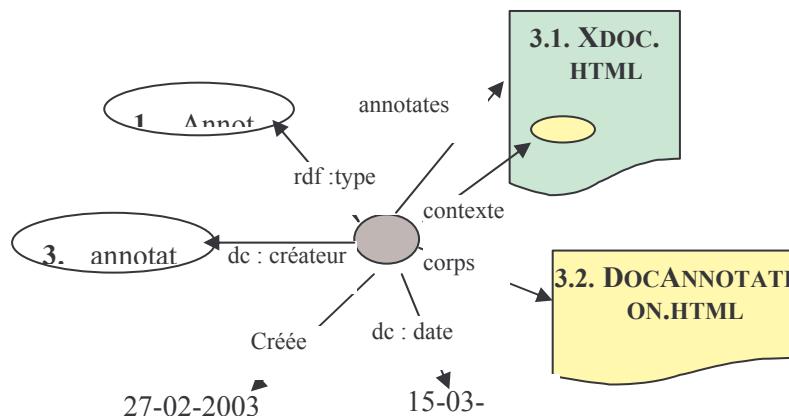 3.1. XDOC.
HTML
annotates
1. Annot
rdf :type
contexte
3. annotat
dc : créateur
corps
3.2. DOCANNOTATI
ON.HTML
Créée
dc : date
27-02-2003
15-03-